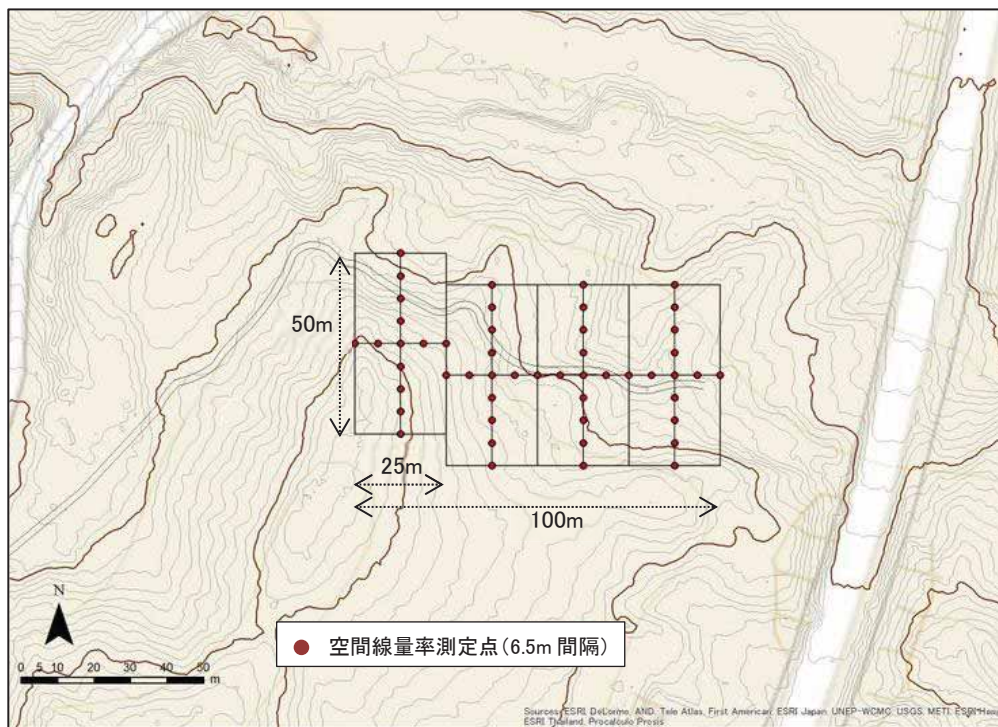 50m
25m
100m
N
● 空間線量率測定点(6.5m 間隔)
0 5 10 20 30 40 50
m
Sources: ESRI, DeLorme, AND, Tele Atlas, First American, ESRI Japan, UNEP-WCMC, USGS, METI, ESRI
ESRI Thailand, Procalculo Prosis